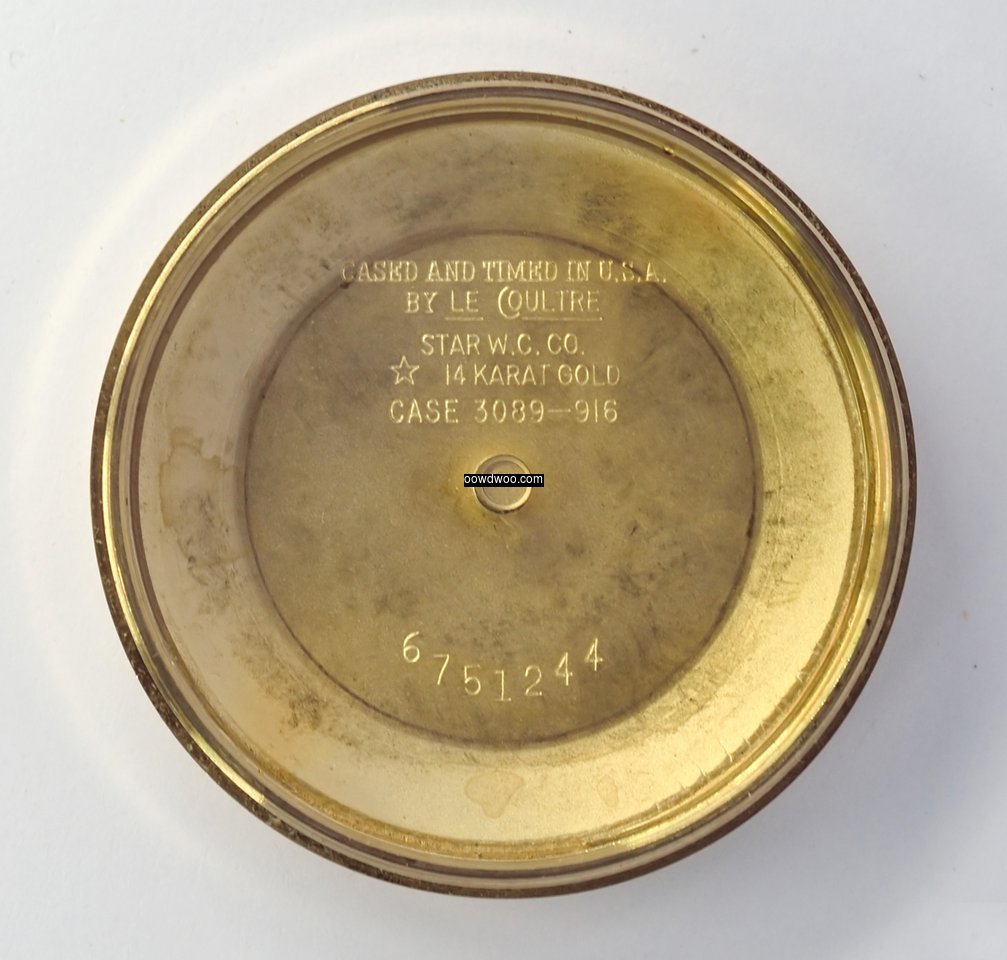 CASED AND TIMED IN U.S.A.
BY LE COULTRE
STAR W.C. CO.
☆ 14 KARAT GOLD
CASE 3089-916
oowdwoo.com
6751244